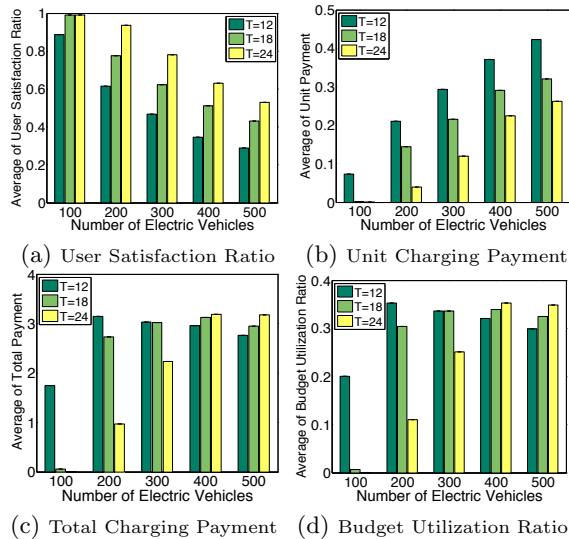 Average of User Satisfaction Ratio
1
0.8
0.6
0.4
0.2
0
T=12
T=18
T=24
100 200 300 400 500
Number of Electric Vehicles
(a) User Satisfaction Ratio
Average of Unit Payment
0.5
0.4
0.3
0.2
0.1
0
T=12
T=18
T=24
100 200 300 400 500
Number of Electric Vehicles
(b) Unit Charging Payment
Average of Total Payment
4
3
2
1
0
T=12
T=18
T=24
100 200 300 400 500
Number of Electric Vehicles
(c) Total Charging Payment
Average of Budget Utilization Ratio
0.4
0.3
0.2
0.1
0
T=12
T=18
T=24
100 200 300 400 500
Number of Electric Vehicles
(d) Budget Utilization Ratio